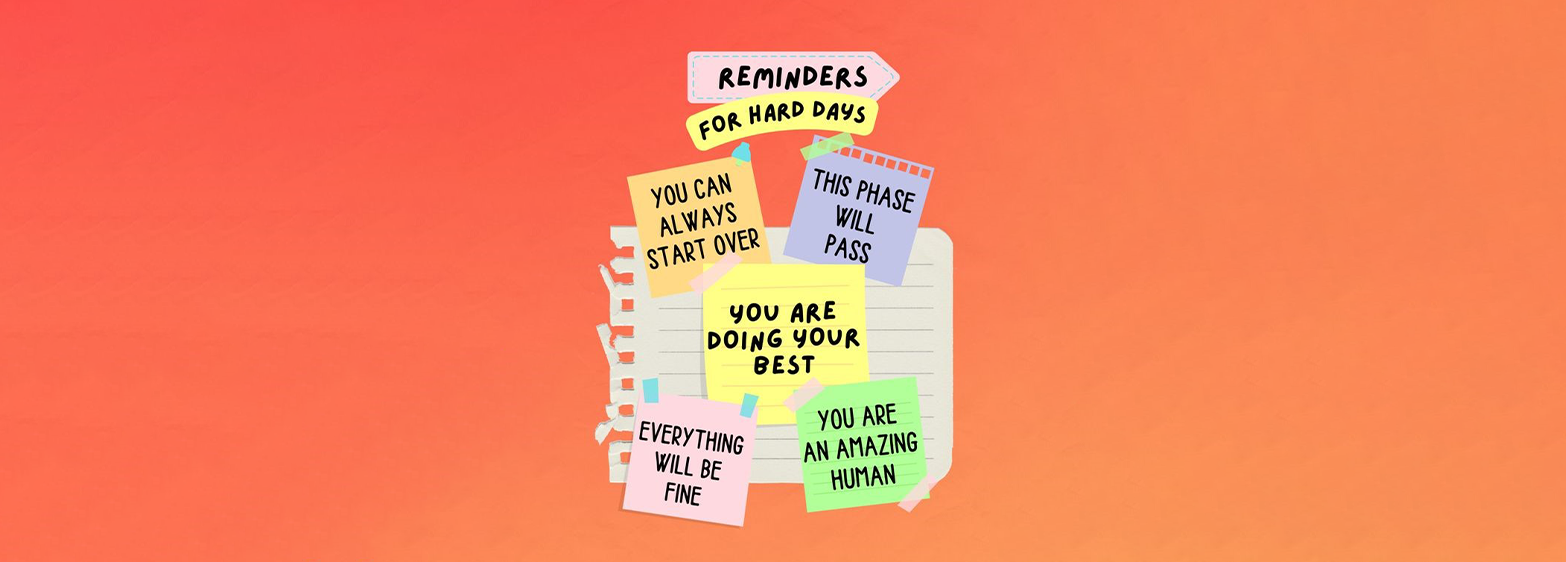 REMINDERS
FOR HARD DAYS
YOU CAN
ALWAYS
START OVER
THIS PHASE
WILL
PASS
YOU ARE
DOING YOUR
BEST
EVERYTHING
WILL BE
FINE
YOU ARE
AN AMAZING
HUMAN